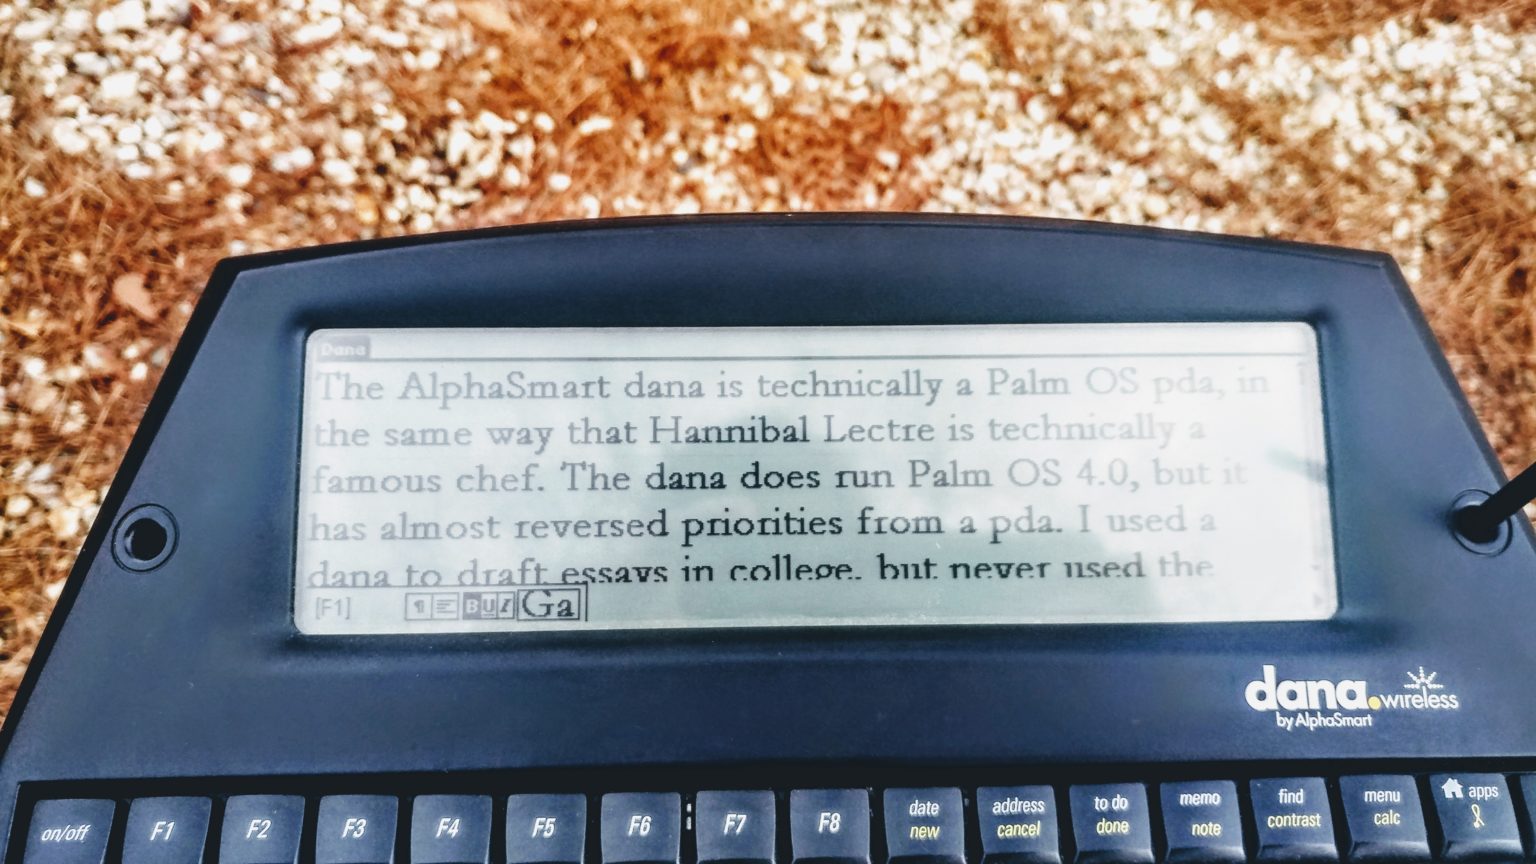 Dana
The AlphaSmart dana is technically a Palm OS pda, in
the same way that Hannibal Lectre is technically a
famous chef. The dana does run Palm OS 4.0, but it
has almost reversed priorities from a pda. I used a
dana to draft essays in college, but never used the
[F1] ¶ B U I Ga
dana.wireless
by AlphaSmart
on/off F1 F2 F3 F4 F5 F6 F7 F8 date address to do memo find menu apps
new cancel done note contrast calc